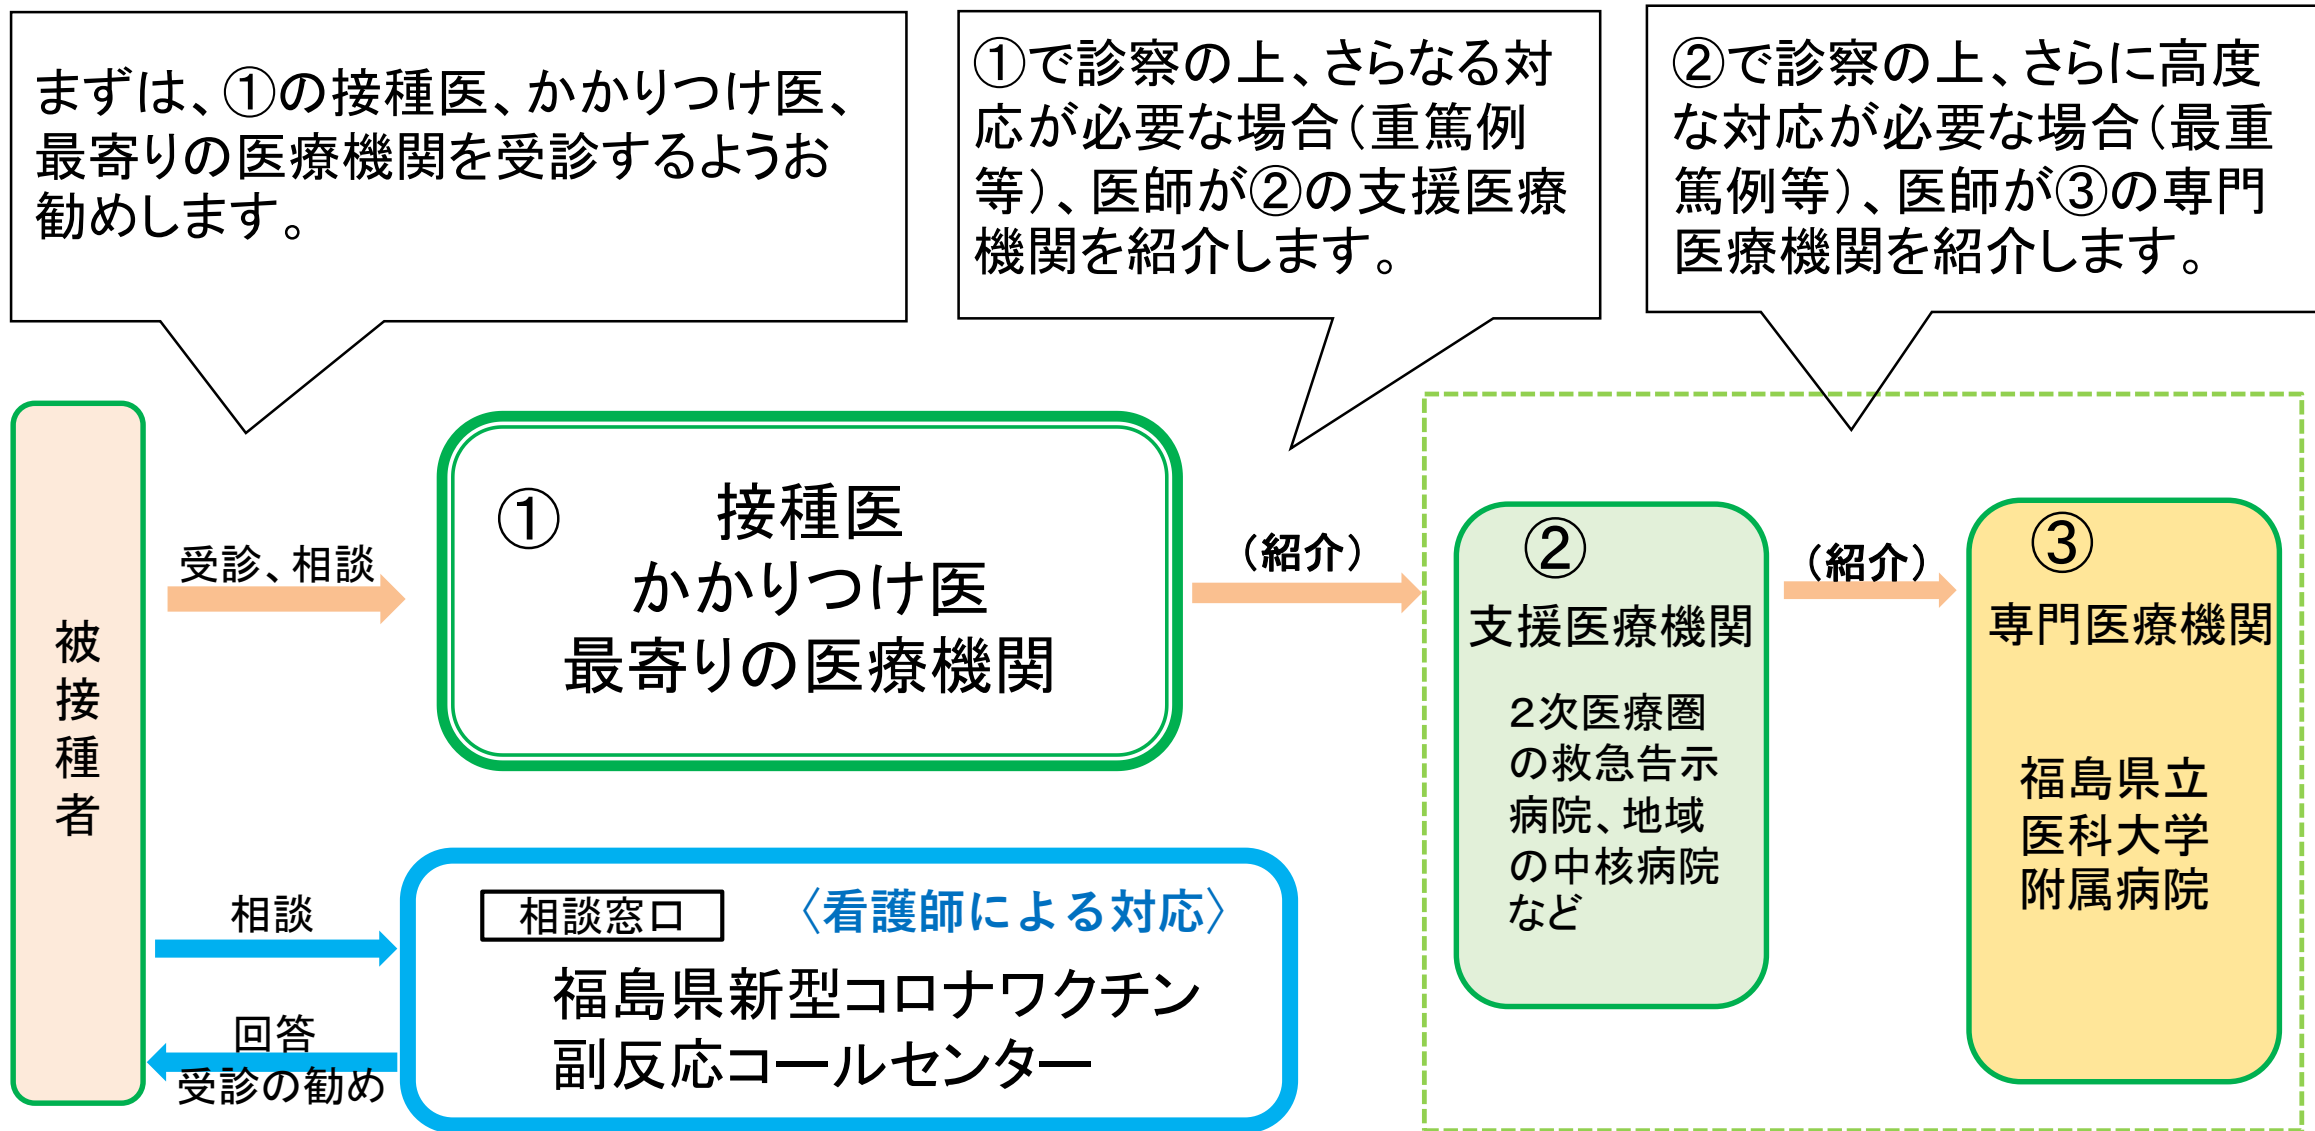 まずは、①の接種医、かかりつけ医、
最寄りの医療機関を受診するようお
勧めします。
①で診察の上、さらなる対
応が必要な場合（重篤例
等）、医師が②の支援医療
機関を紹介します。
②で診察の上、さらに高度
な対応が必要な場合（最重
篤例等）、医師が③の専門
医療機関を紹介します。
被接種者
受診、相談
①
接種医
かかりつけ医
最寄りの医療機関
（紹介）
②
支援医療機関
２次医療圏
の救急告示
病院、地域
の中核病院
など
（紹介）
③
専門医療機関
福島県立
医科大学
附属病院
相談
回答
受診の勧め
相談窓口
〈看護師による対応〉
福島県新型コロナワクチン
副反応コールセンター